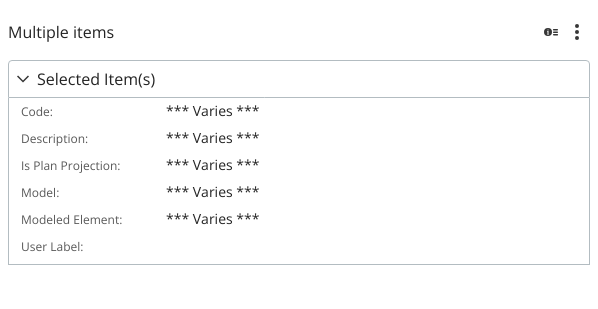 Multiple items
Selected Item(s)
Code: *** Varies ***
Description: *** Varies ***
Is Plan Projection: *** Varies ***
Model: *** Varies ***
Modeled Element: *** Varies ***
User Label: